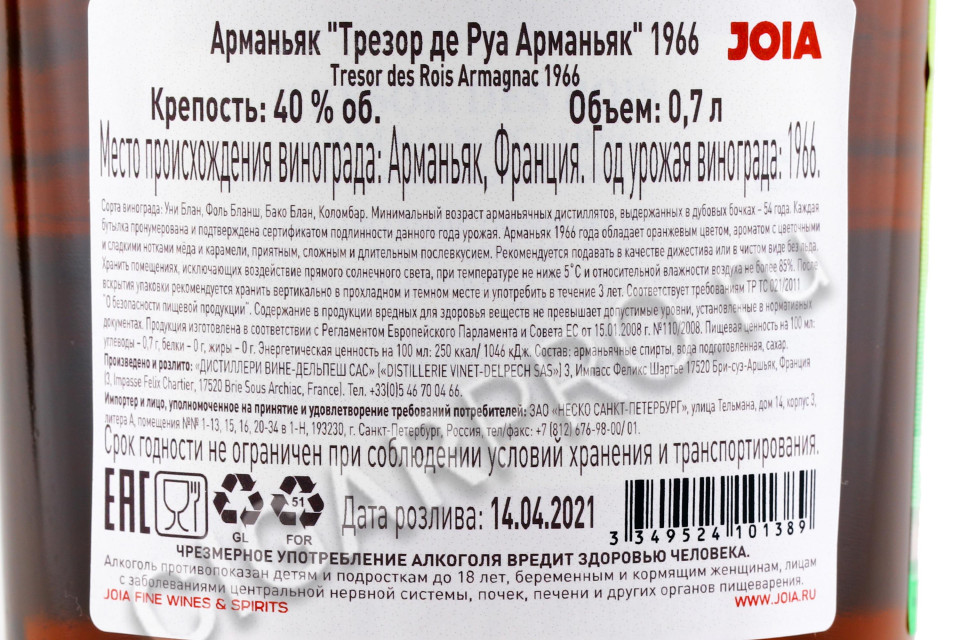 Арманьяк "Трезор де Руа Арманьяк" 1966 JOIA
Tresor des Rois Armagnac 1966
Крепость: 40 % об. Объем: 0,7 л
Место происхождения винограда: Арманьяк, Франция. Год урожая винограда: 1966.
Сорта винограда: Уни Блан, Фоль Бланш, Бако Блан, Коломбар. Минимальный возраст арманьячных дистиллятов, выдержанных в дубовых бочках - 54 года. Каждая
бутылка пронумерована и подтверждена сертификатом подлинности данного года урожая. Арманьяк 1966 года обладает оранжевым цветом, ароматом с цветочными
и сладкими нотками мёда и карамели, приятным, сложным и длительным послевкусием. Рекомендуется подавать в качестве дижестива или в чистом виде без льда.
Хранить помещениях, исключающих воздействие прямого солнечного света, при температуре не ниже 5°С и относительной влажности воздуха не более 85%. После
вскрытия упаковки рекомендуется хранить вертикально в прохладном и темном месте и употребить в течение 3 лет. Соответствует требованиям ТР ТС 021/2011
"О безопасности пищевой продукции". Содержание в продукции вредных для здоровья веществ не превышает допустимые уровни, установленные в нормативных
документах. Продукция изготовлена в соответствии с Регламентом Европейского Парламента и Совета ЕС от 15.01.2008 г. №110/2008. Пищевая ценность на 100 мл:
углеводы - 0,7 г, белки - 0 г, жиры - 0 г. Энергетическая ценность на 100 мл: 250 ккал/ 1046 кДж. Состав: арманьячные спирты, вода подготовленная, сахар.
Произведено и розлито: «ДИСТИЛЛЕРИ ВИНЕ-ДЕЛЬПЕШ САС» («DISTILLERIE VINET-DELPECH SAS») 3, Импасс Феликс Шартье 17520 Бри-суа-Аршьяк, Франция
(3, Impasse Felix Chartier, 17520 Brie Sous Archiac, France). Тел. +33(0)5 46 70 04 66.
Импортер и лицо, уполномоченное на принятие и удовлетворение требований потребителей: ЗАО «НЕСКО САНКТ-ПЕТЕРБУРГ», улица Тельмана, дом 14, корпус 3,
литера А, помещения №№ 1-13, 15, 16, 20-34 в 1-Н, 193230, г. Санкт-Петербург, Россия, тел/факс: +7 (812) 676-98-00/ 01.
Срок годности не ограничен при соблюдении условий хранения и транспортирования.
EAC GL 51 FOR Дата розлива: 14.04.2021 3 349524 101389
ЧРЕЗМЕРНОЕ УПОТРЕБЛЕНИЕ АЛКОГОЛЯ ВРЕДИТ ЗДОРОВЬЮ ЧЕЛОВЕКА.
Алкоголь противопоказан детям и подросткам до 18 лет, беременным и кормящим женщинам, лицам
с заболеваниями центральной нервной системы, почек, печени и других органов пищеварения.
JOIA FINE WINES & SPIRITS WWW.JOIA.RU
CIGARPRO.ru